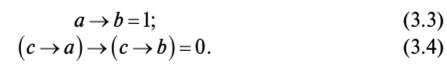 a → b = 1; (3.3)
(c → a) → (c → b) = 0. (3.4)